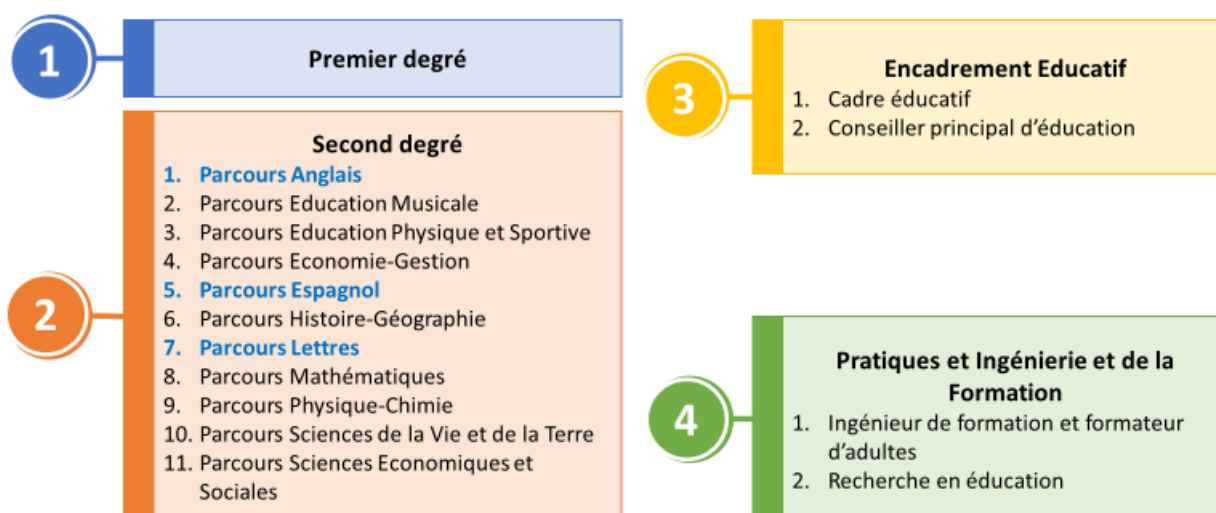 1
Premier degré
2
Second degré
1. Parcours Anglais
2. Parcours Education Musicale
3. Parcours Education Physique et Sportive
4. Parcours Economie-Gestion
5. Parcours Espagnol
6. Parcours Histoire-Géographie
7. Parcours Lettres
8. Parcours Mathématiques
9. Parcours Physique-Chimie
10. Parcours Sciences de la Vie et de la Terre
11. Parcours Sciences Economiques et
Sociales
3
Encadrement Educatif
1. Cadre éducatif
2. Conseiller principal d’éducation
4
Pratiques et Ingénierie et de la
Formation
1. Ingénieur de formation et formateur
d’adultes
2. Recherche en éducation